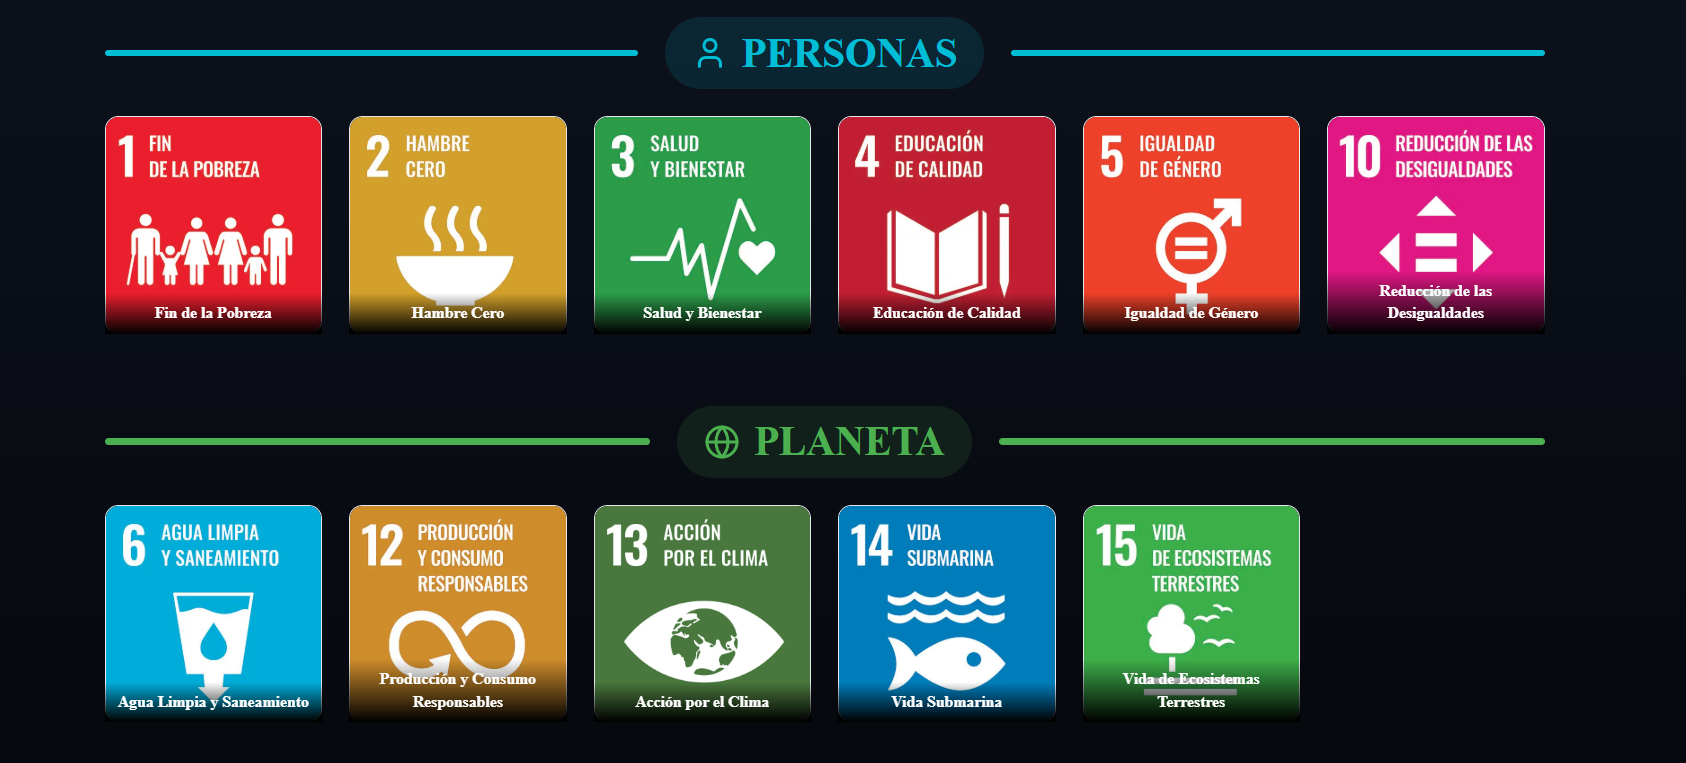 PERSONAS
1 FIN
DE LA POBREZA
Fin de la Pobreza
2 HAMBRE
CERO
Hambre Cero
3 SALUD
Y BIENESTAR
Salud y Bienestar
4 EDUCACIÓN
DE CALIDAD
Educación de Calidad
5 IGUALDAD
DE GÉNERO
Igualdad de Género
10 REDUCCIÓN DE LAS
DESIGUALDADES
Reducción de las
Desigualdades
PLANETA
6 AGUA LIMPIA
Y SANEAMIENTO
Agua Limpia y Saneamiento
12 PRODUCCIÓN
Y CONSUMO
RESPONSABLES
Producción y Consumo
Responsables
13 ACCIÓN
POR EL CLIMA
Acción por el Clima
14 VIDA
SUBMARINA
Vida Submarina
15 VIDA
DE ECOSISTEMAS
TERRESTRES
Vida de Ecosistemas
Terrestres